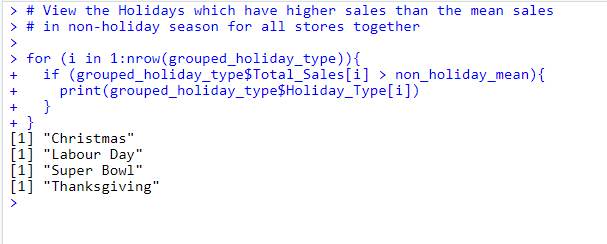 > # View the Holidays which have higher sales than the mean sales
> # in non-holiday season for all stores together
>
> for (i in 1:nrow(grouped_holiday_type)){
+   if (grouped_holiday_type$Total_Sales[i] > non_holiday_mean){
+     print(grouped_holiday_type$Holiday_Type[i])
+   }
+ }
[1] "Christmas"
[1] "Labour Day"
[1] "Super Bowl"
[1] "Thanksgiving"
>